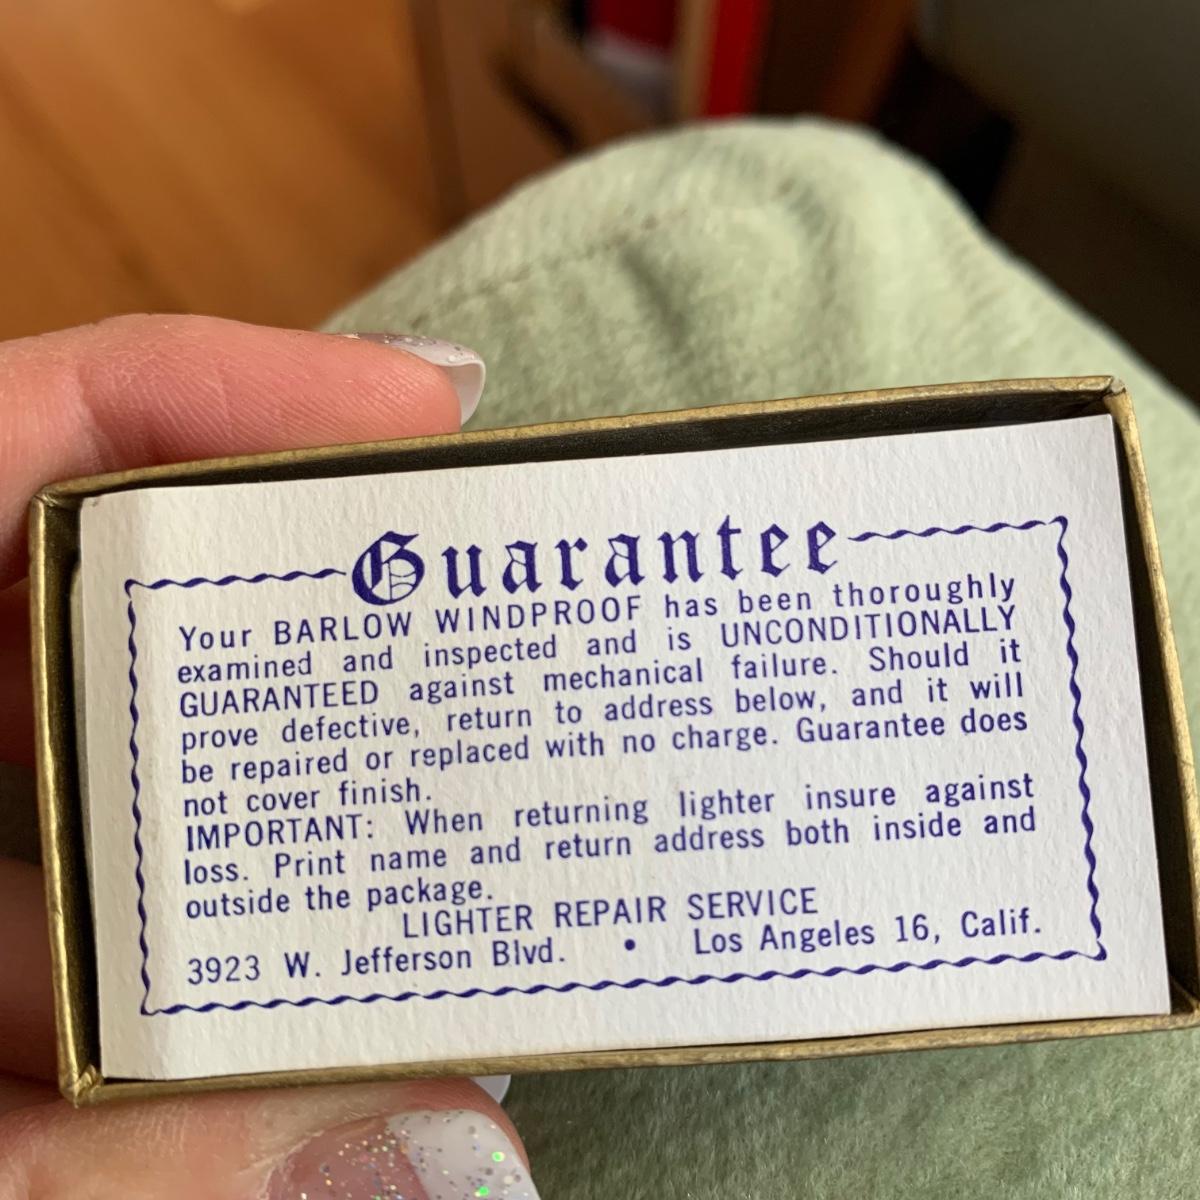 Guarantee
Your BARLOW WINDPROOF has been thoroughly
examined and inspected and is UNCONDITIONALLY
GUARANTEED against mechanical failure. Should it
prove defective, return to address below, and it will
be repaired or replaced with no charge. Guarantee does
not cover finish.
IMPORTANT: When returning lighter insure against
loss. Print name and return address both inside and
outside the package.
LIGHTER REPAIR SERVICE
3923 W. Jefferson Blvd. • Los Angeles 16, Calif.